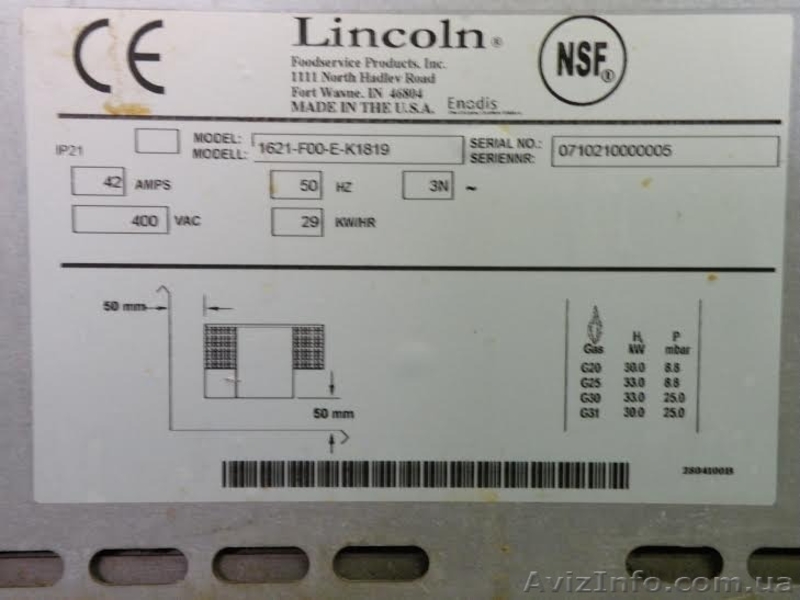 CE
Lincoln®
Foodservice Products, Inc.
1111 North Hadley Road
Fort Wayne, IN 46804
MADE IN THE U.S.A. Enodis
NSF®
IP21
MODEL:
MODELL: 1621-F00-E-K1819
SERIAL NO.:
SERIENNR: 0710210000005
42 AMPS 50 HZ 3N ~
400 VAC 29 KW/HR
50 mm
50 mm
Gas Hi kW P mbar
G20 30.0 8.8
G25 33.0 8.8
G30 33.0 25.0
G31 30.0 25.0
AvizInfo.com.ua